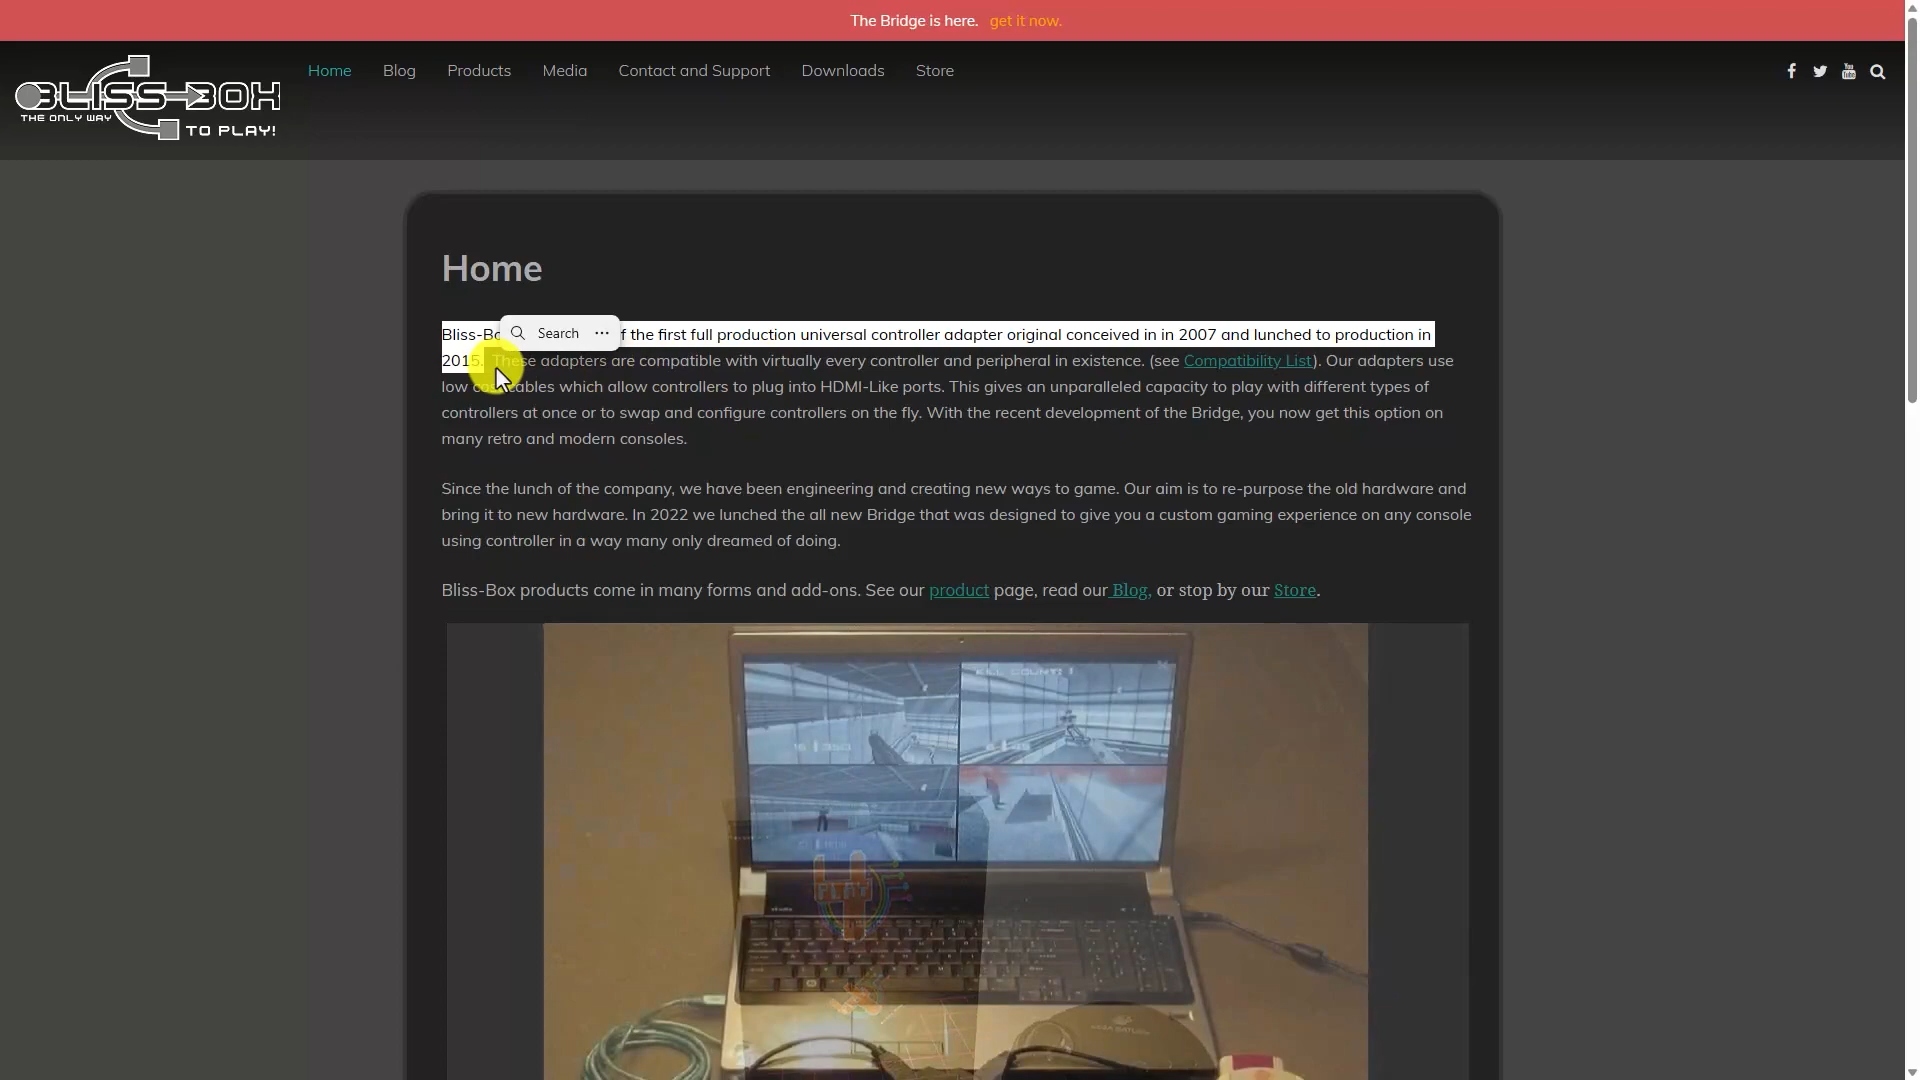 The Bridge is here. get it now.
BLISS-BOX
THE ONLY WAY
TO PLAY!
Home Blog Products Media Contact and Support Downloads Store
Home
Search ···
f the first full production universal controller adapter original conceived in in 2007 and lunched to production in
2015. These adapters are compatible with virtually every controller and peripheral in existence. (see Compatibility List). Our adapters use
low cables which allow controllers to plug into HDMI-Like ports. This gives an unparalleled capacity to play with different types of
controllers at once or to swap and configure controllers on the fly. With the recent development of the Bridge, you now get this option on
many retro and modern consoles.
Since the lunch of the company, we have been engineering and creating new ways to game. Our aim is to re-purpose the old hardware and
bring it to new hardware. In 2022 we lunched the all new Bridge that was designed to give you a custom gaming experience on any console
using controller in a way many only dreamed of doing.
Bliss-Box products come in many forms and add-ons. See our product page, read our Blog, or stop by our Store.
KILL COUNT:
PLAY
SEGA SATURN